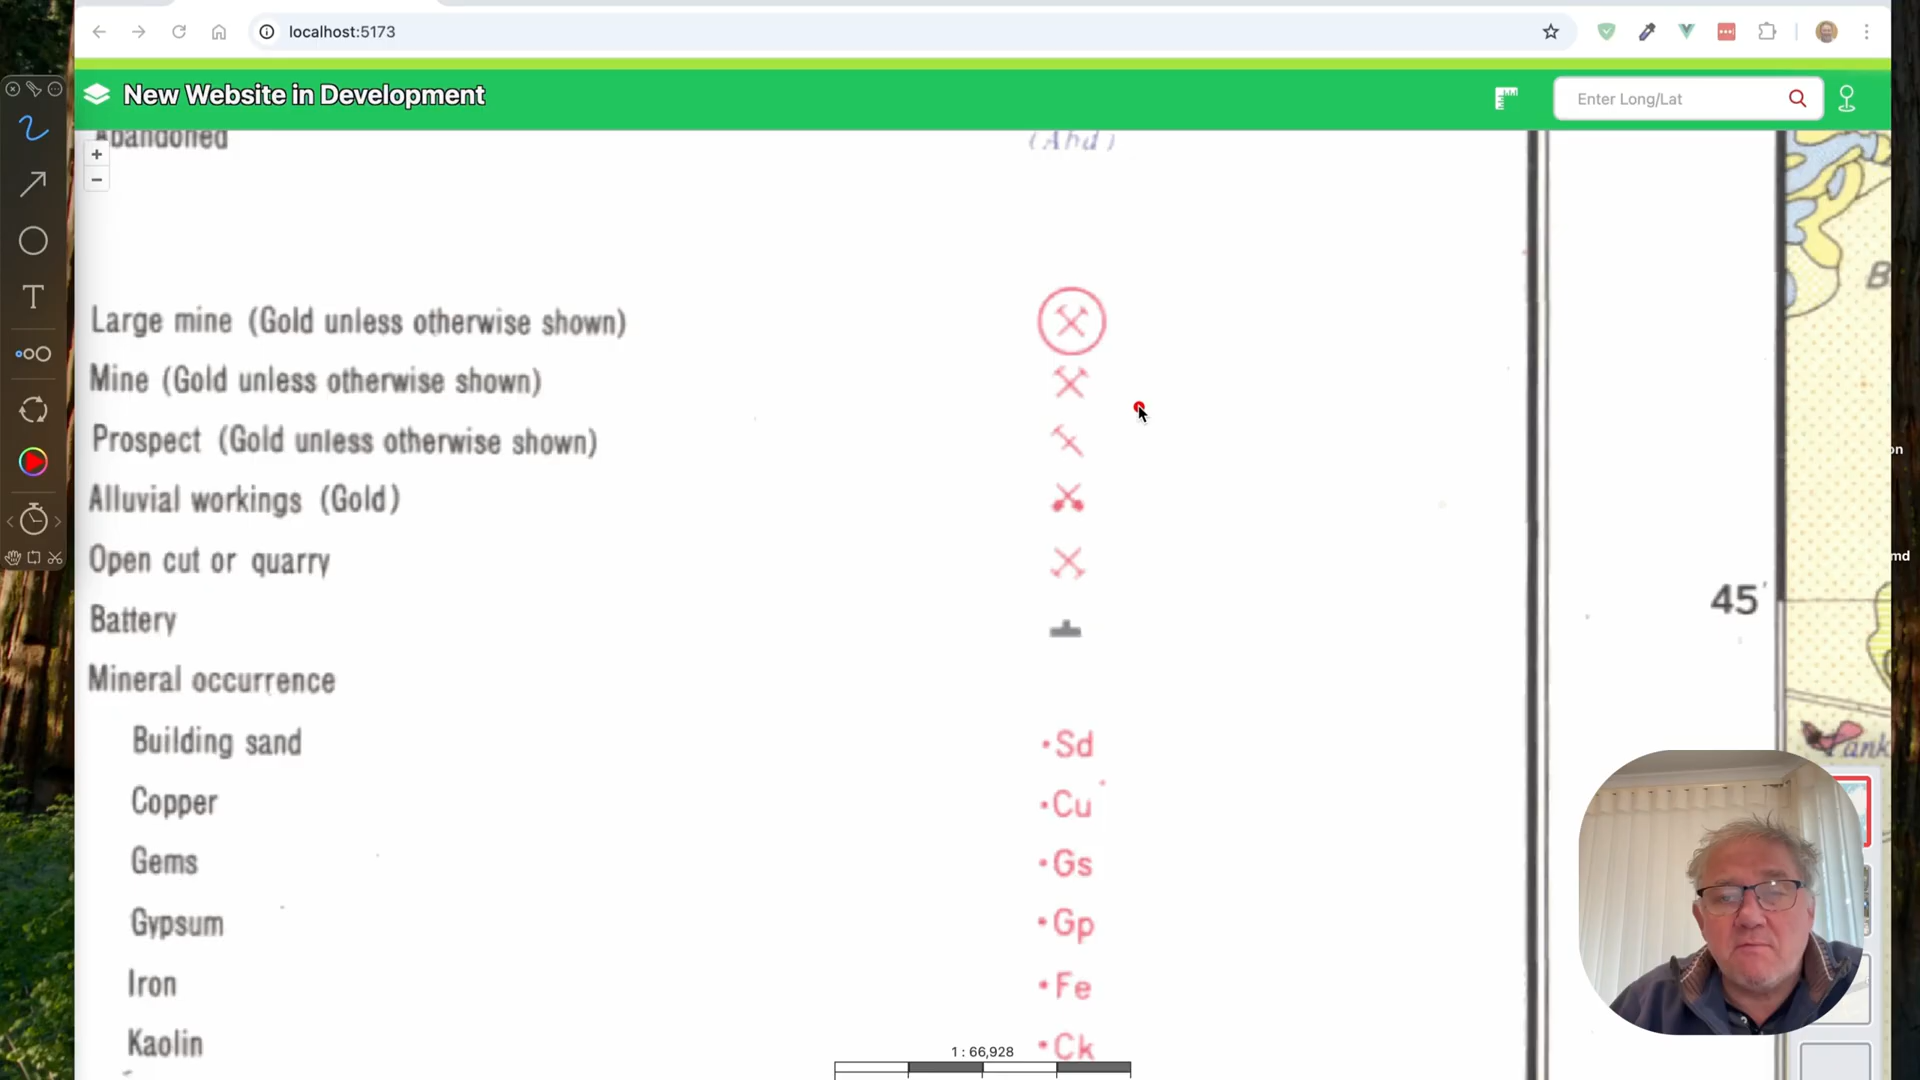 localhost:5173
New Website in Development
Enter Long/Lat
Abandoned (Abd)
Large mine (Gold unless otherwise shown)
Mine (Gold unless otherwise shown)
Prospect (Gold unless otherwise shown)
Alluvial workings (Gold)
Open cut or quarry
Battery
Mineral occurrence
Building sand •Sd
Copper •Cu
Gems •Gs
Gypsum •Gp
Iron •Fe
Kaolin •Ck
45'
B
T
on
md
1 : 66,928